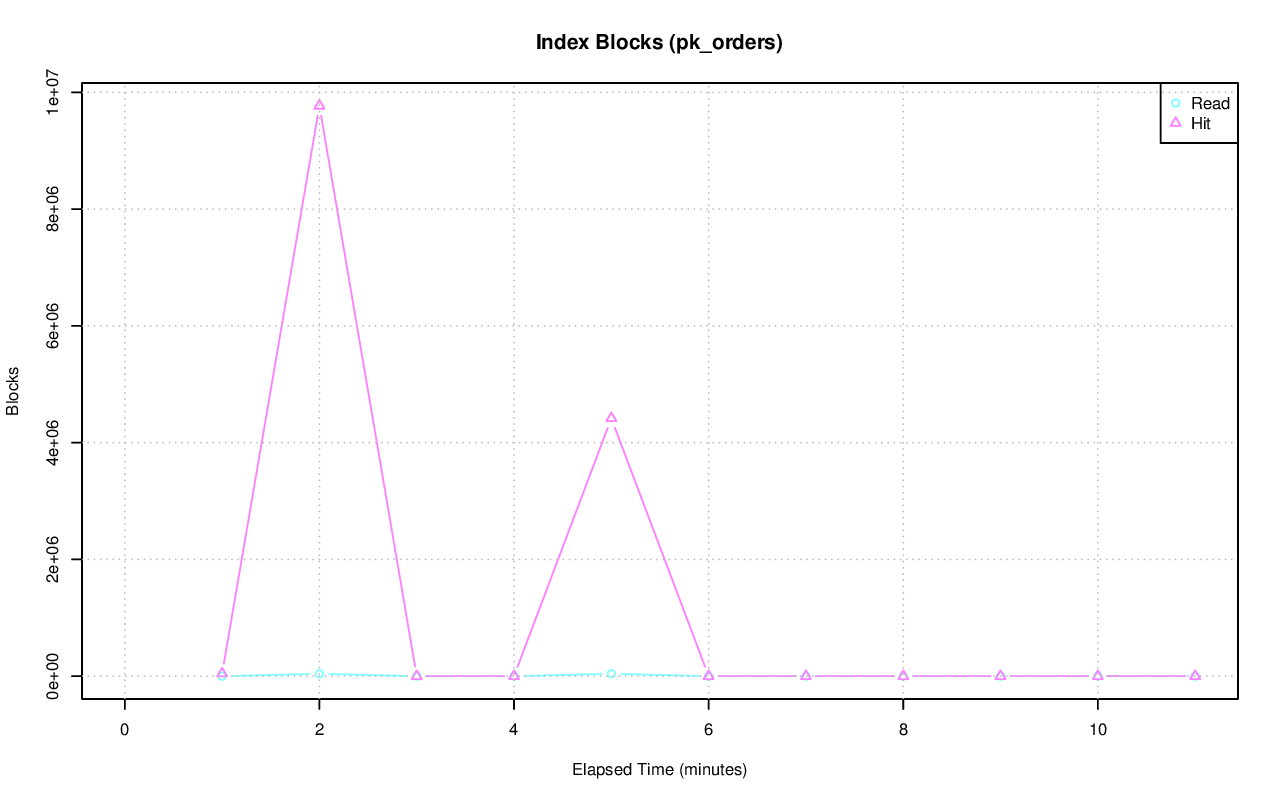 Index Blocks (pk_orders)
Read
Hit
Blocks
1e+07
8e+06
6e+06
4e+06
2e+06
0e+00
0 2 4 6 8 10
Elapsed Time (minutes)